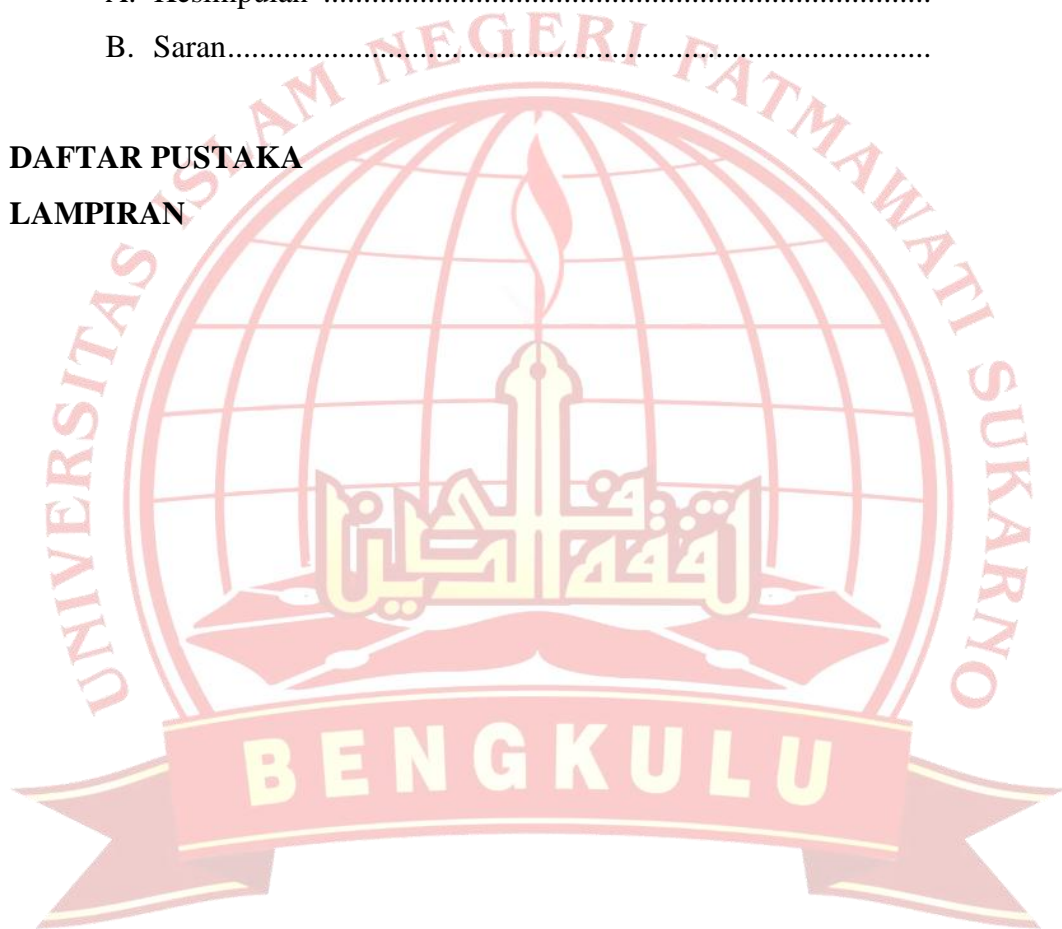 A. Kesimpulan ............................................................................
B. Saran........................................................................................
DAFTAR PUSTAKA
LAMPIRAN
UNIVERSITAS ISLAM NEGERI FATMAWATI SUKARNO
BENGKULU